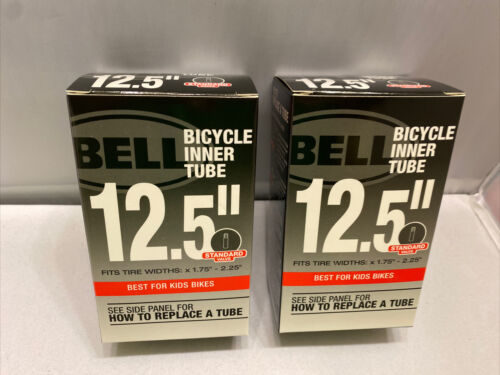 12.5" TUBE
STANDARD
BELL
BICYCLE
INNER
TUBE
12.5"
STANDARD
VALVE
FITS TIRE WIDTHS: x 1.75" - 2.25"
BEST FOR KIDS BIKES
SEE SIDE PANEL FOR
HOW TO REPLACE A TUBE
12.5"
STANDARD
BELL
BICYCLE
INNER
TUBE
12.5"
STANDARD
VALVE
FITS TIRE WIDTHS: x 1.75" - 2.25"
BEST FOR KIDS BIKES
SEE SIDE PANEL FOR
HOW TO REPLACE A TUBE